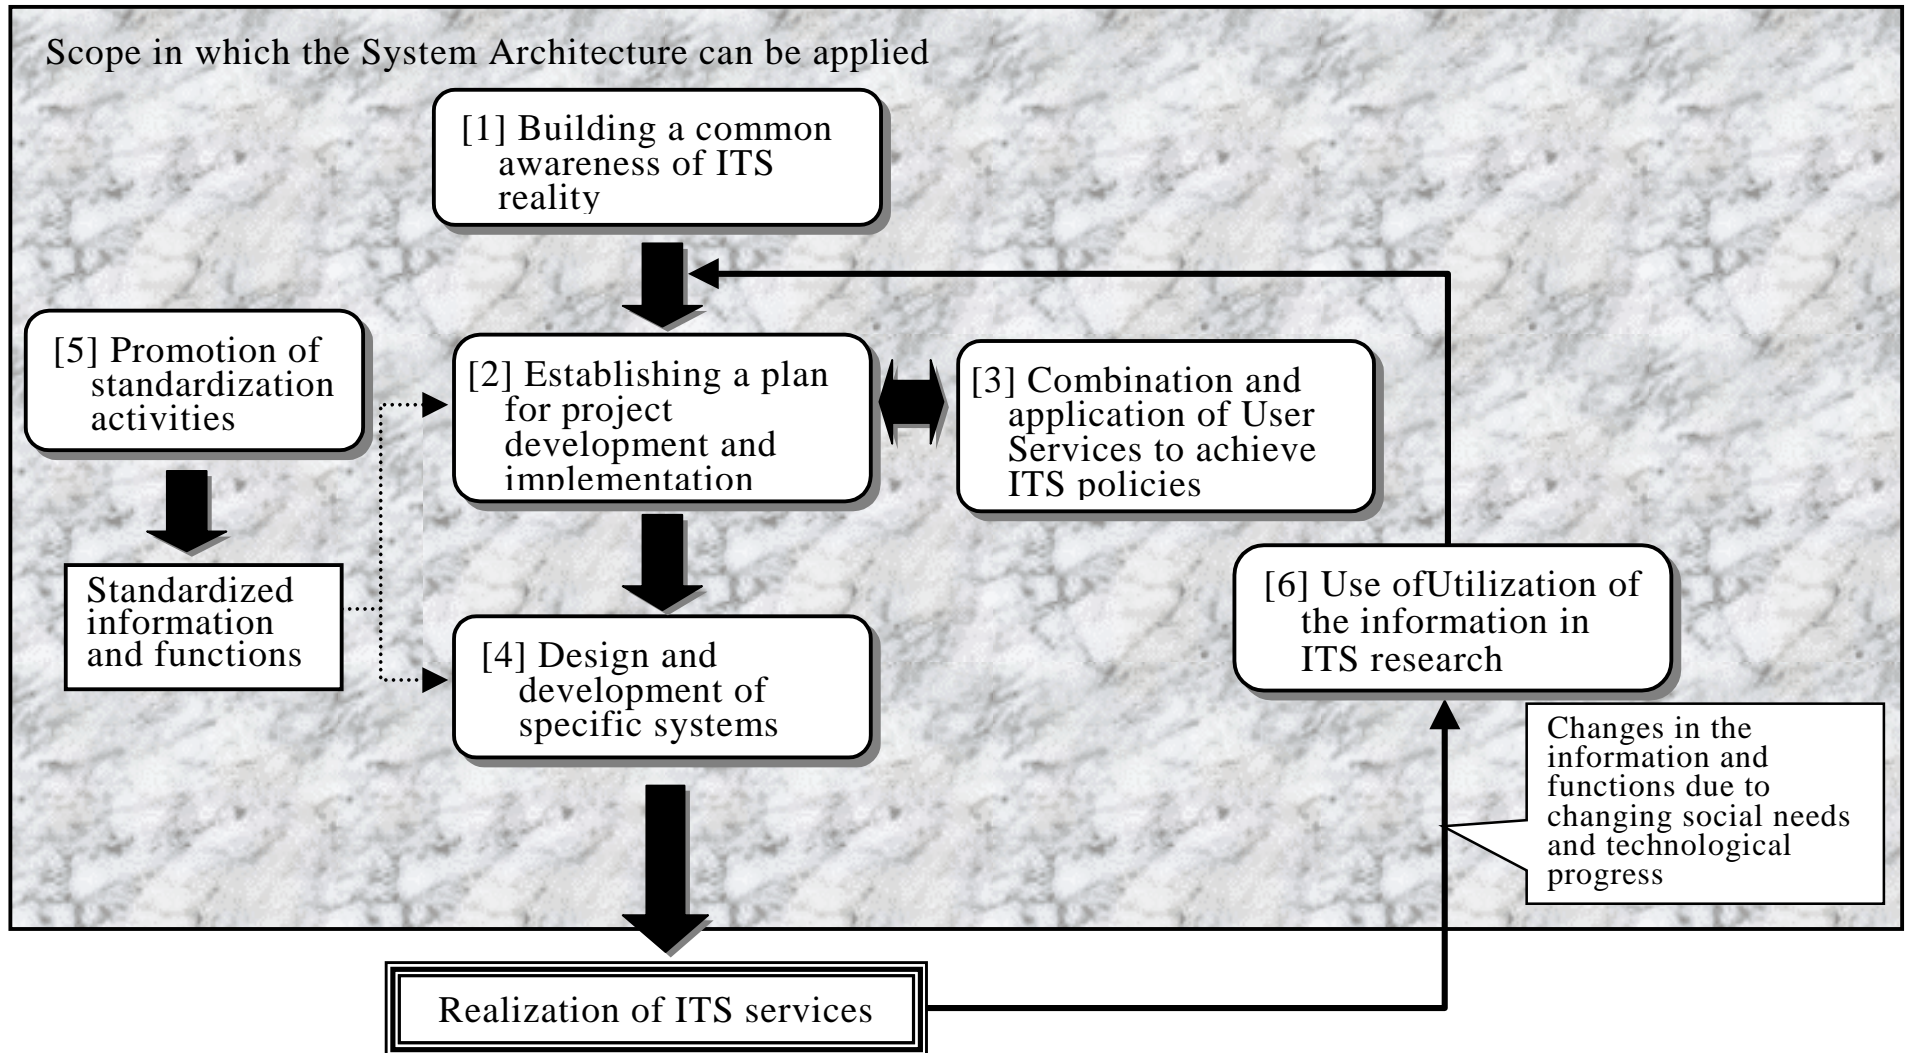 Scope in which the System Architecture can be applied
[1] Building a common
awareness of ITS
reality
[5] Promotion of
standardization
activities
[2] Establishing a plan
for project
development and
implementation
[3] Combination and
application of User
Services to achieve
ITS policies
Standardized
information
and functions
[4] Design and
development of
specific systems
[6] Use ofUtilization of
the information in
ITS research
Changes in the
information and
functions due to
changing social needs
and technological
progress
Realization of ITS services